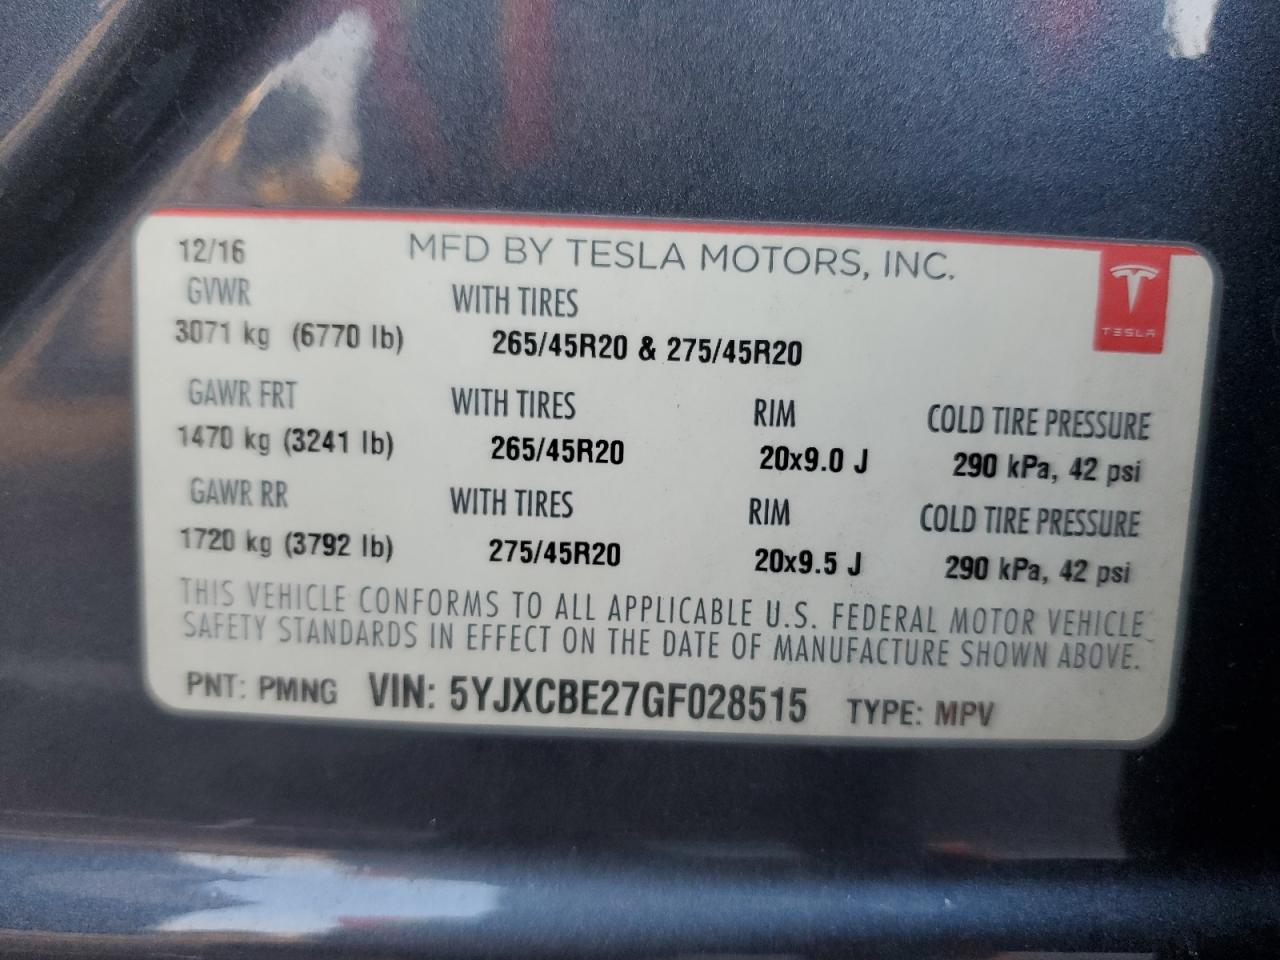 12/16 MFD BY TESLA MOTORS, INC.
GVWR WITH TIRES
3071 kg (6770 lb) 265/45R20 & 275/45R20
TESLA
GAWR FRT WITH TIRES RIM COLD TIRE PRESSURE
1470 kg (3241 lb) 265/45R20 20x9.0 J 290 kPa, 42 psi
GAWR RR WITH TIRES RIM COLD TIRE PRESSURE
1720 kg (3792 lb) 275/45R20 20x9.5 J 290 kPa, 42 psi
THIS VEHICLE CONFORMS TO ALL APPLICABLE U.S. FEDERAL MOTOR VEHICLE
SAFETY STANDARDS IN EFFECT ON THE DATE OF MANUFACTURE SHOWN ABOVE.
PNT: PMNG VIN: 5YJXCBE27GF028515 TYPE: MPV